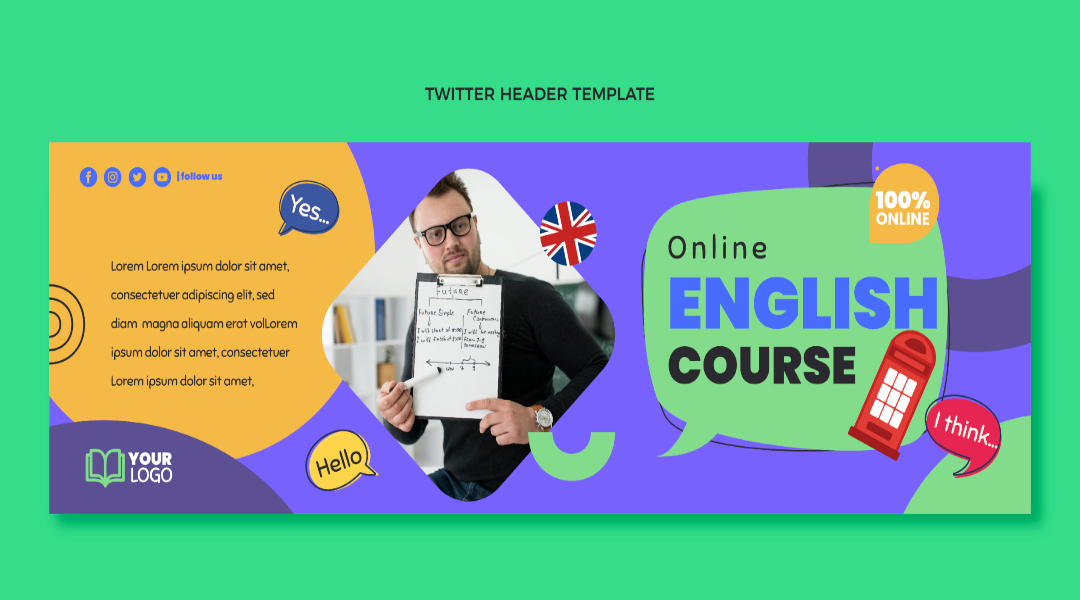 TWITTER HEADER TEMPLATE
| follow us
Yes...
Lorem Lorem ipsum dolor sit amet,
consectetuer adipiscing elit, sed
diam magna aliquam erat volLorem
ipsum dolor sit amet, consectetuer
Lorem ipsum dolor sit amet,
YOUR
LOGO
Hello
Future
Future Simple
Future
Continuous
now
100%
ONLINE
Online
ENGLISH
COURSE
I think...